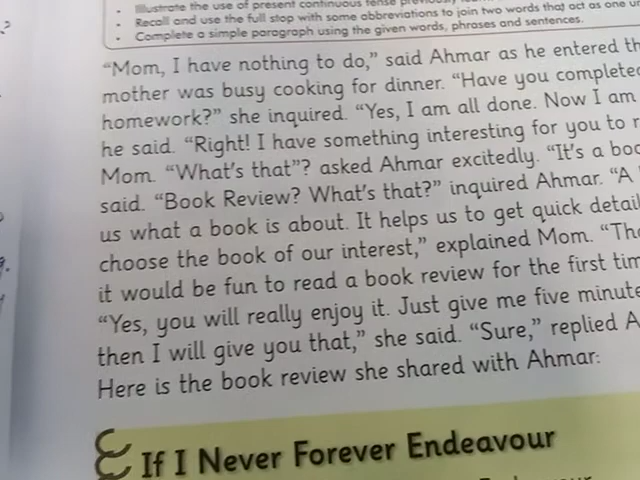 Illustrate the use of present continuous tense
Recall and use the full stop with some abbreviations to join two words that act as one
Complete a simple paragraph using the given words, phrases and sentences.
“Mom, I have nothing to do,” said Ahmar as he entered
mother was busy cooking for dinner. “Have you completed
homework?” she inquired. “Yes, I am all done. Now I am
he said. “Right! I have something interesting for you to
Mom. “What's that”? asked Ahmar excitedly. “It's a
said. “Book Review? What's that?” inquired Ahmar. “A
us what a book is about. It helps us to get quick
choose the book of our interest,” explained Mom.
it would be fun to read a book review for the first
“Yes, you will really enjoy it. Just give me five
then I will give you that,” she said. “Sure,” replied
Here is the book review she shared with Ahmar:
If I Never Forever Endeavour